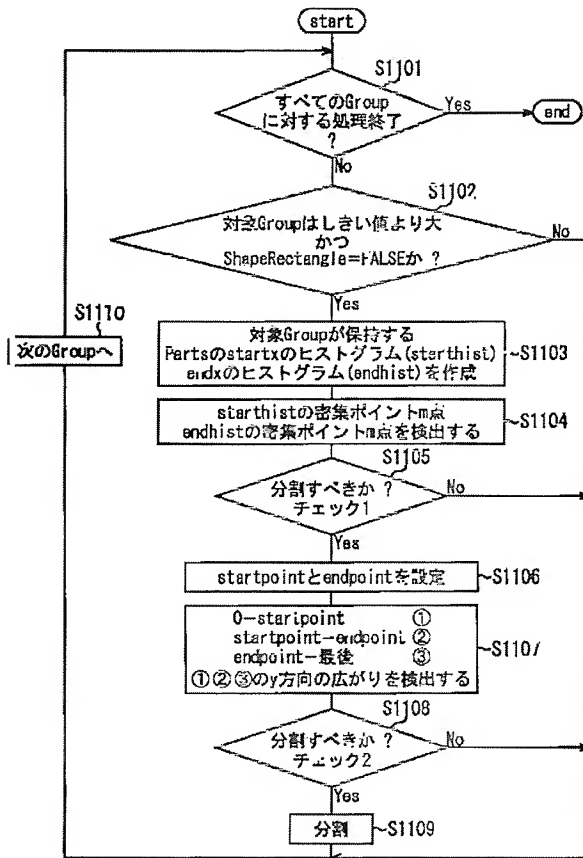 start
S1101
すべてのGroup
に対する処理終了
?
Yes
end
No
S1102
対象Groupはしきい値より大
かつ
ShapeRectangle=FALSEか ?
No
Yes
S1110
次のGroupへ
対象Groupが保持する
Partsのstartxのヒストグラム(starthist)
endxのヒストグラム(endhist)を作成
S1103
starthistの密集ポイントm点
endhistの密集ポイントm点を検出する
S1104
S1105
分割すべきか ?
チェック1
No
Yes
startpointとendpointを設定
S1106
0-startpoint ①
startpoint-endpoint ②
endpoint-最後 ③
①②③のy方向の広がりを検出する
S1107
S1108
分割すべきか ?
チェック2
No
Yes
分割
S1109